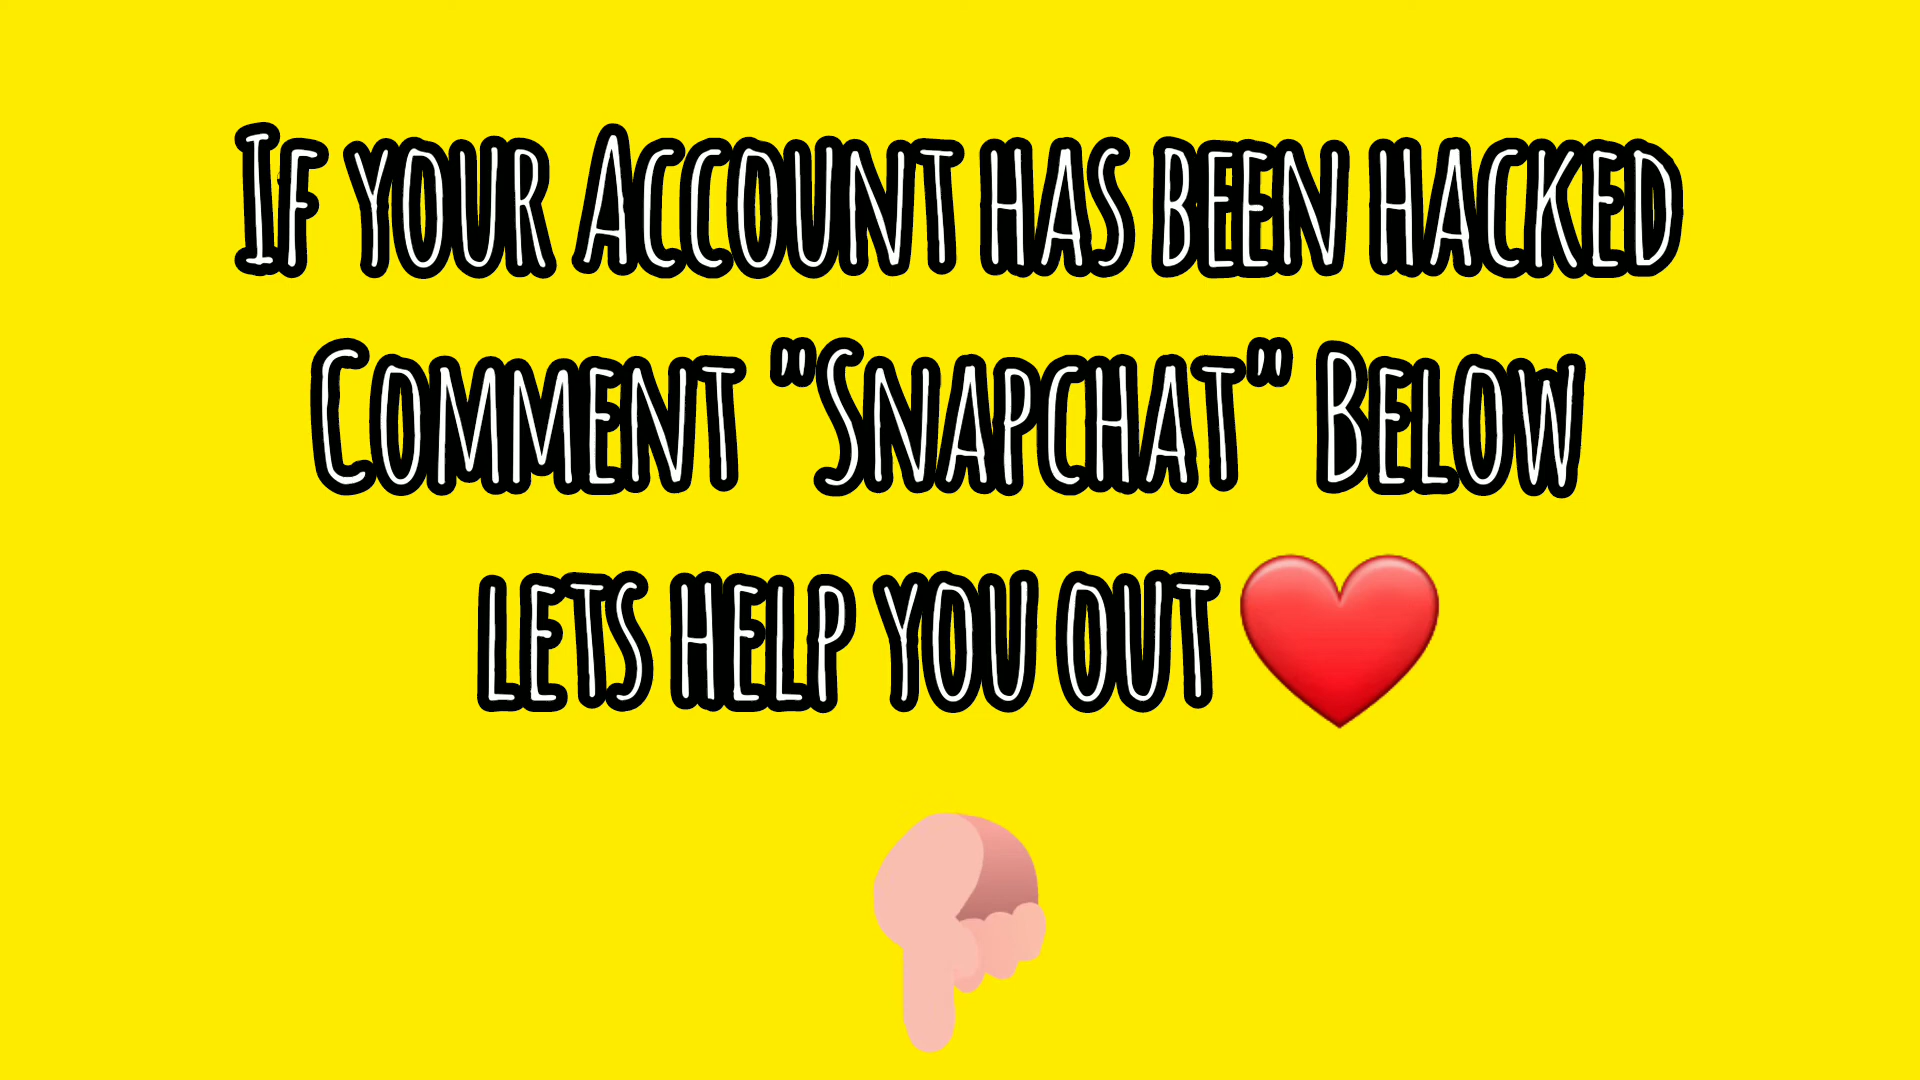 If your Account has been hacked
Comment "Snapchat" Below
lets help you out ❤️